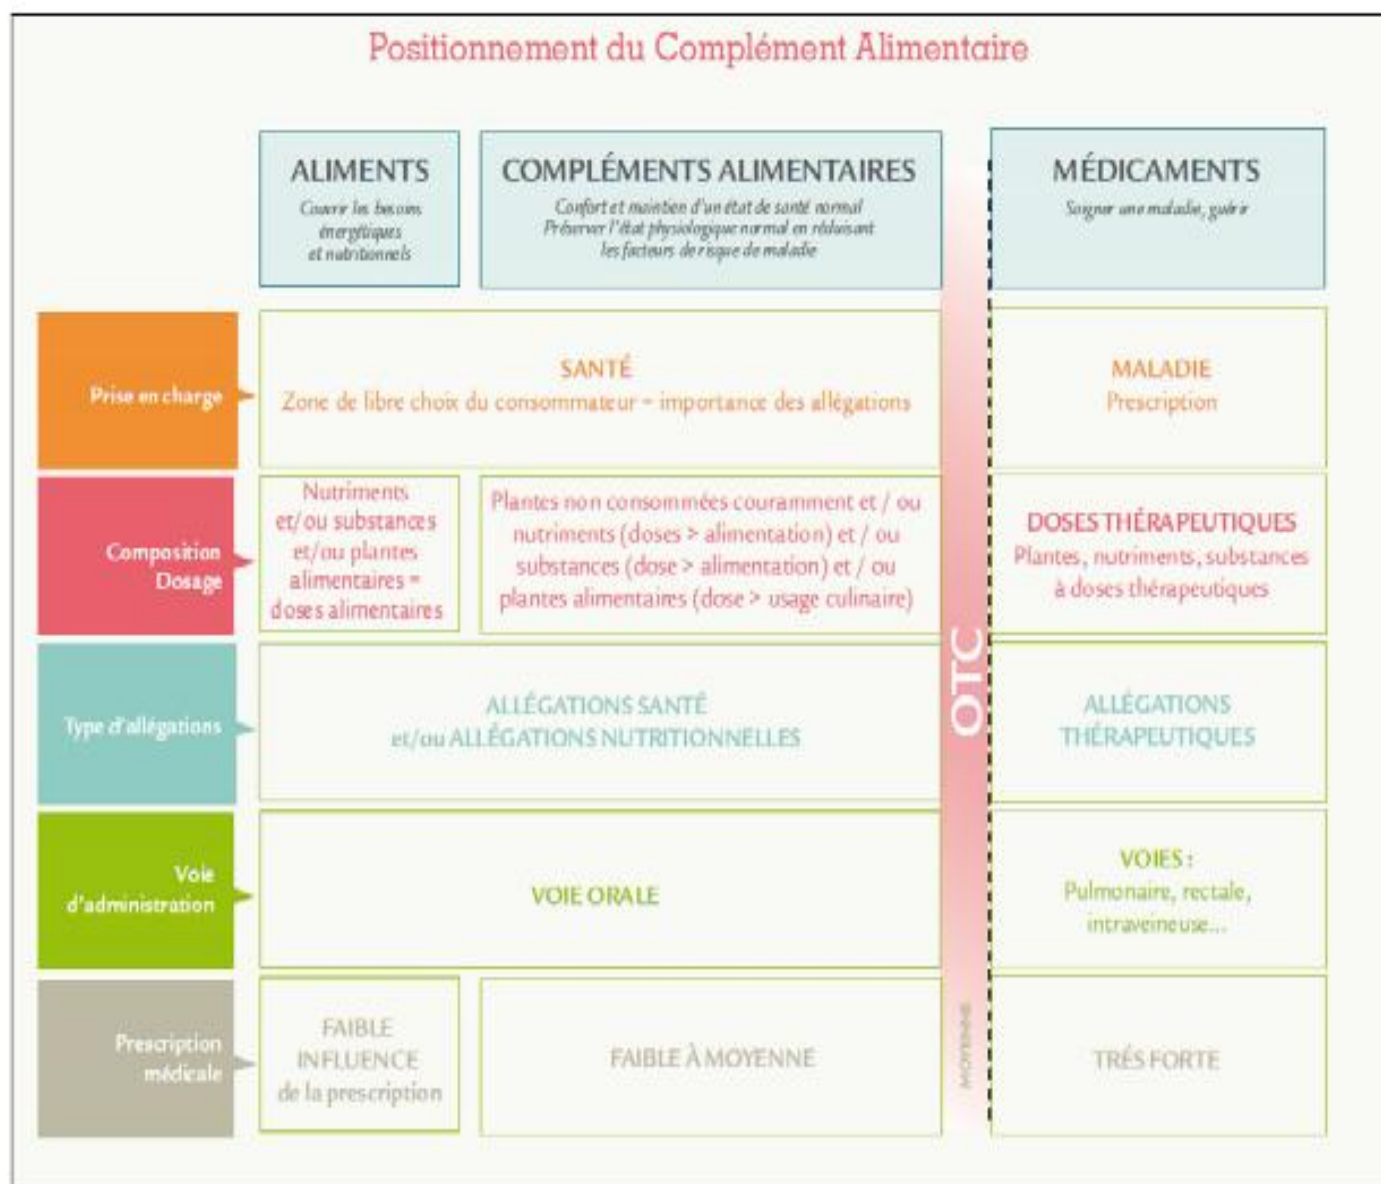 Positionnement du Complément Alimentaire
ALIMENTS
Couvrir les besoins
énergétiques
et nutritionnels
COMPLÉMENTS ALIMENTAIRES
Confort et maintien d'un état de santé normal
Préserver l'état physiologique normal en réduisant
les facteurs de risque de maladie
MÉDICAMENTS
Soigner une maladie, guérir
Prise en charge
SANTÉ
Zone de libre choix du consommateur = importance des allégations
MALADIE
Prescription
Composition
Dosage
Nutriments
et/ou substances
et/ou plantes
alimentaires =
doses alimentaires
Plantes non consommées couramment et / ou
nutriments (doses > alimentation) et / ou
substances (dose > alimentation) et / ou
plantes alimentaires (dose > usage culinaire)
DOSES THÉRAPEUTIQUES
Plantes, nutriments, substances
à doses thérapeutiques
OTC
Type d'allégations
ALLÉGATIONS SANTÉ
et/ou ALLÉGATIONS NUTRITIONNELLES
ALLÉGATIONS
THÉRAPEUTIQUES
Voie
d'administration
VOIE ORALE
VOIES :
Pulmonaire, rectale,
intraveineuse...
Prescription
médicale
FAIBLE
INFLUENCE
de la prescription
FAIBLE À MOYENNE
MOYENNE
TRÉS FORTE